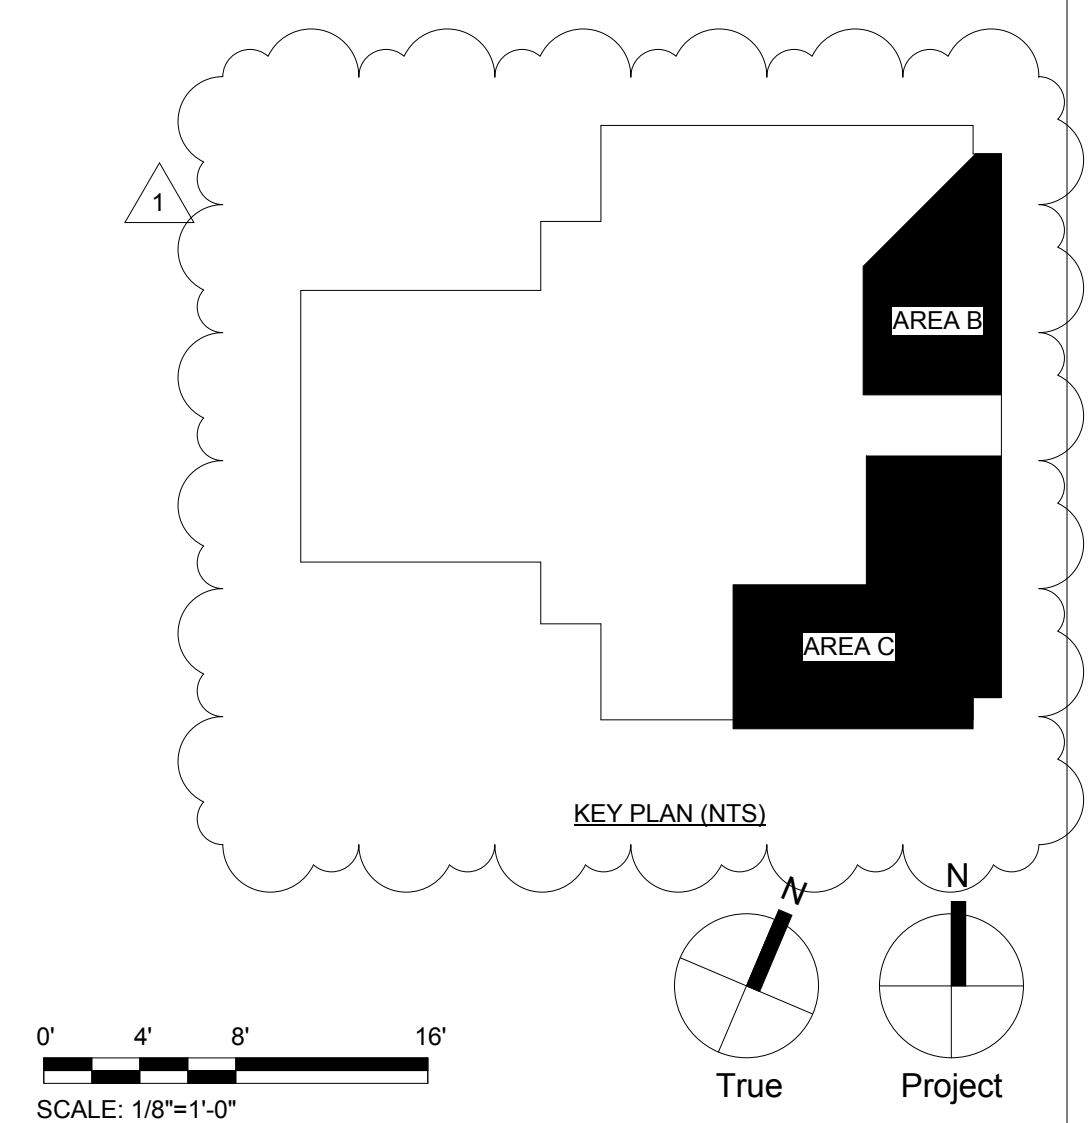 1
AREA B
AREA C
KEY PLAN (NTS)
N
N
0' 4' 8' 16'
SCALE: 1/8"=1'-0"
True
Project